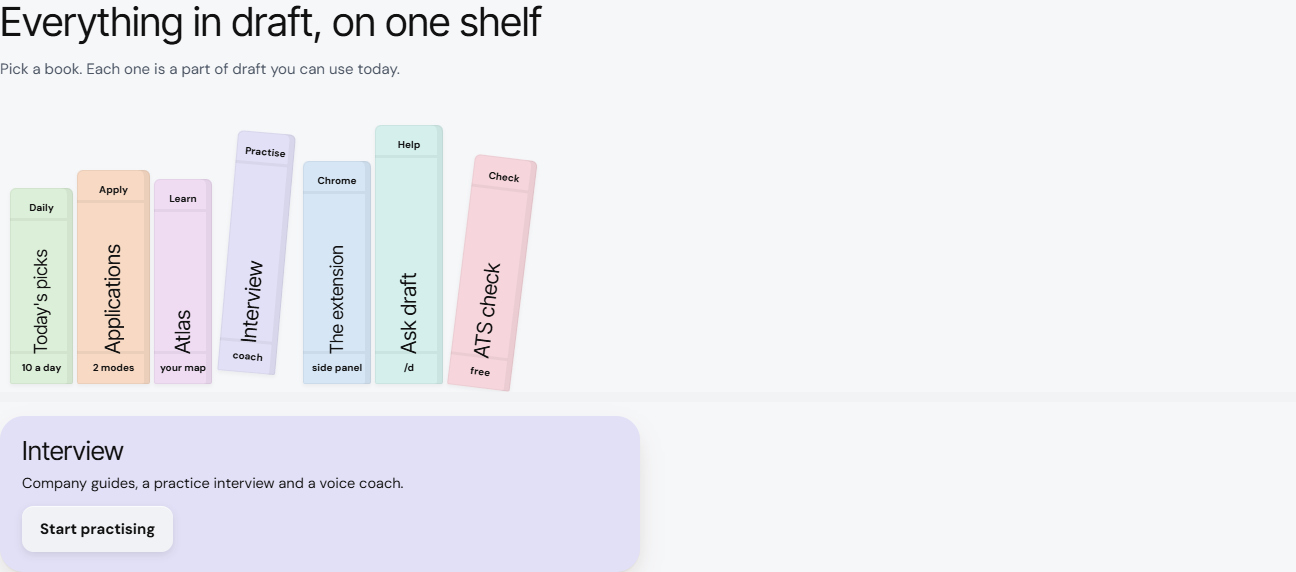 Everything in draft, on one shelf
Pick a book. Each one is a part of draft you can use today.
Daily
Today's picks
10 a day
Apply
Applications
2 modes
Learn
Atlas
your map
Practise
Interview
coach
Chrome
The extension
side panel
Help
Ask draft
/d
Check
ATS check
free
Interview
Company guides, a practice interview and a voice coach.
Start practising